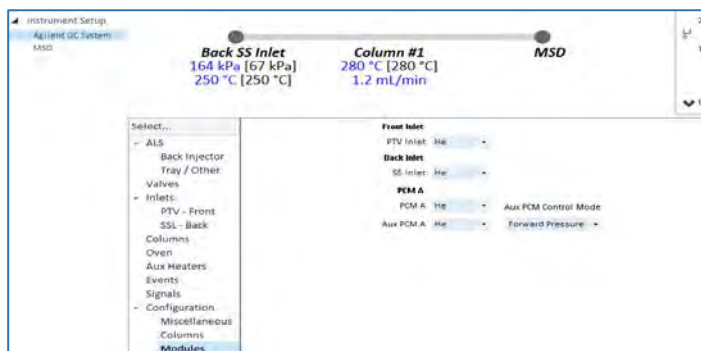 Instrument Setup
Agilent GC System
MSD
Back SS Inlet
164 kPa [67 kPa]
250 °C [250 °C]
Column #1
280 °C [280 °C]
1.2 mL/min
MSD
Select...
ALS
Back Injector
Tray / Other
Valves
Inlets
PTV - Front
SSL - Back
Columns
Oven
Aux Heaters
Events
Signals
Configuration
Miscellaneous
Columns
Modules
Front Inlet
PTV Inlet He
Back Inlet
SS Inlet He
PCM A
PCM A He Aux PCM Control Mode
Aux PCM A He Forward Pressure